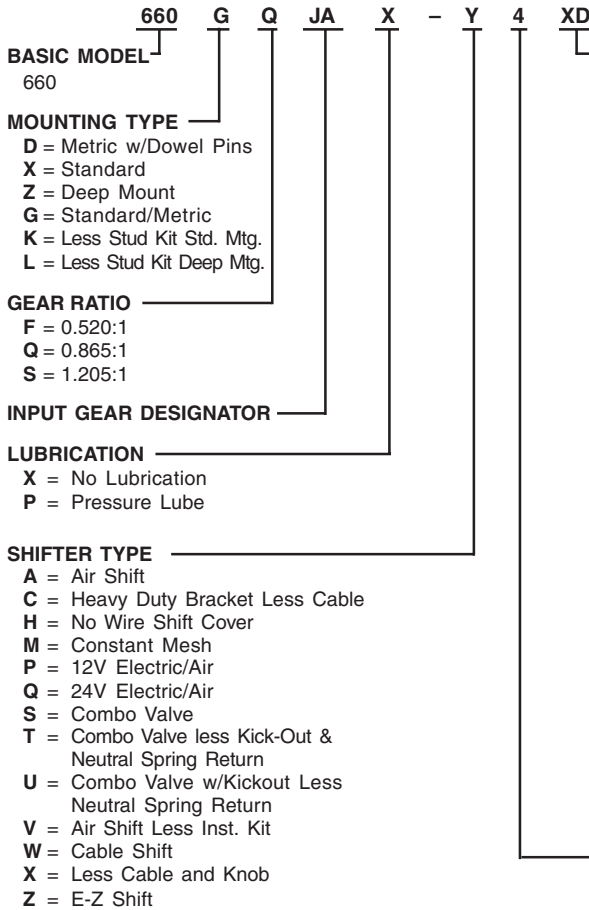 660 G Q JA X – Y 4 XD
BASIC MODEL
660
MOUNTING TYPE
D = Metric w/Dowel Pins
X = Standard
Z = Deep Mount
G = Standard/Metric
K = Less Stud Kit Std. Mtg.
L = Less Stud Kit Deep Mtg.
GEAR RATIO
F = 0.520:1
Q = 0.865:1
S = 1.205:1
INPUT GEAR DESIGNATOR
LUBRICATION
X = No Lubrication
P = Pressure Lube
SHIFTER TYPE
A = Air Shift
C = Heavy Duty Bracket Less Cable
H = No Wire Shift Cover
M = Constant Mesh
P = 12V Electric/Air
Q = 24V Electric/Air
S = Combo Valve
T = Combo Valve less Kick-Out &
Neutral Spring Return
U = Combo Valve w/Kickout Less
Neutral Spring Return
V = Air Shift Less Inst. Kit
W = Cable Shift
X = Less Cable and Knob
Z = E-Z Shift